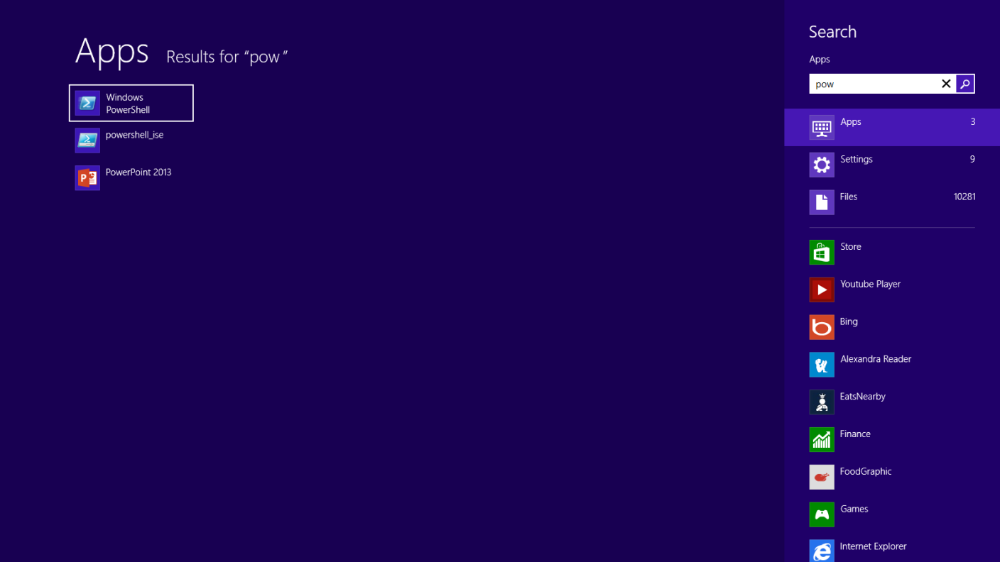 Apps Results for “pow ”
Windows
PowerShell
powershell_ise
PowerPoint 2013
Search
Apps
pow
Apps 3
Settings 9
Files 10281
Store
Youtube Player
Bing
Alexandra Reader
EatsNearby
Finance
FoodGraphic
Games
Internet Explorer